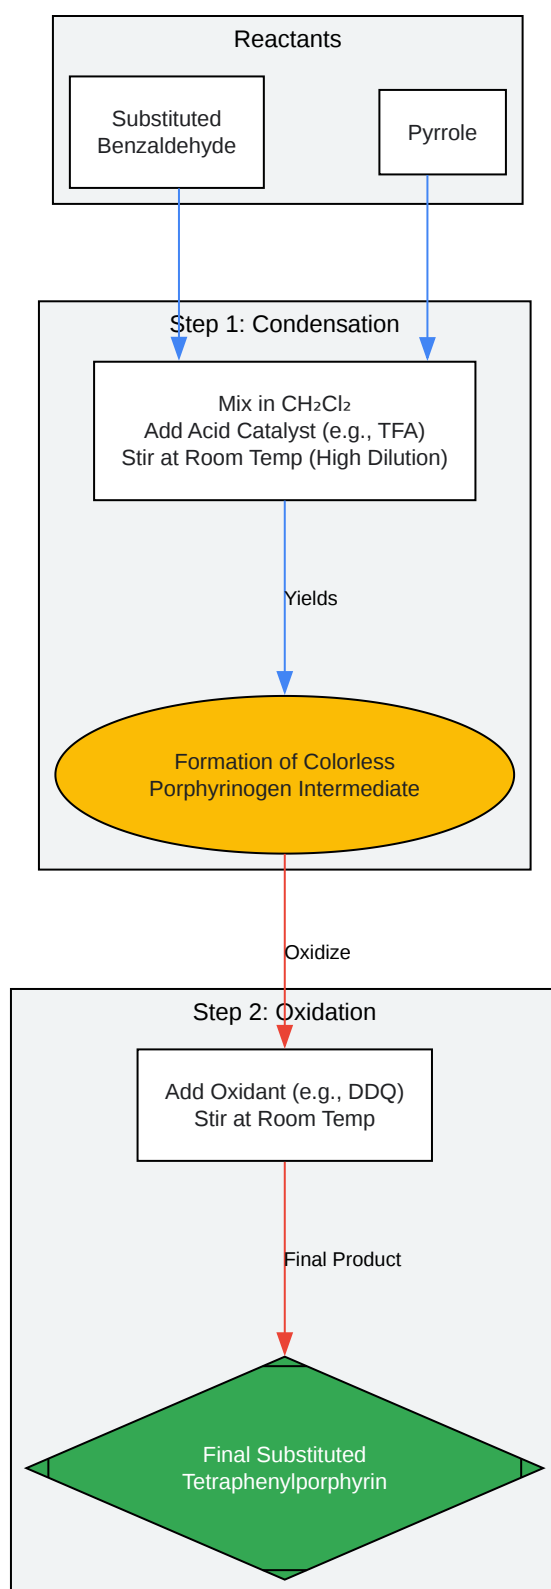 Reactants
Substituted
Benzaldehyde
Pyrrole
Step 1: Condensation
Mix in CH₂Cl₂
Add Acid Catalyst (e.g., TFA)
Stir at Room Temp (High Dilution)
Yields
Formation of Colorless
Porphyrinogen Intermediate
Oxidize
Step 2: Oxidation
Add Oxidant (e.g., DDQ)
Stir at Room Temp
Final Product
Final Substituted
Tetraphenylporphyrin